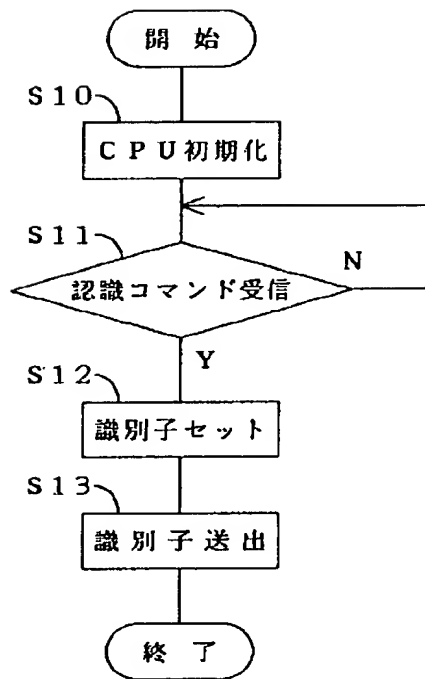 開始
S10
CPU初期化
S11
認識コマンド受信
N
Y
S12
識別子セット
S13
識別子送出
終了